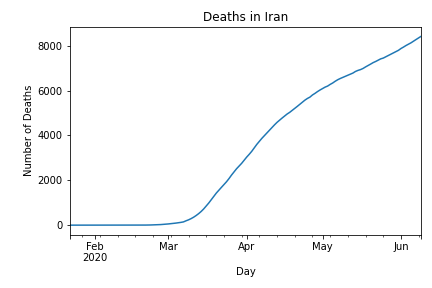 Deaths in Iran
Number of Deaths
8000
6000
4000
2000
0
Feb
2020
Mar
Apr
May
Jun
Day